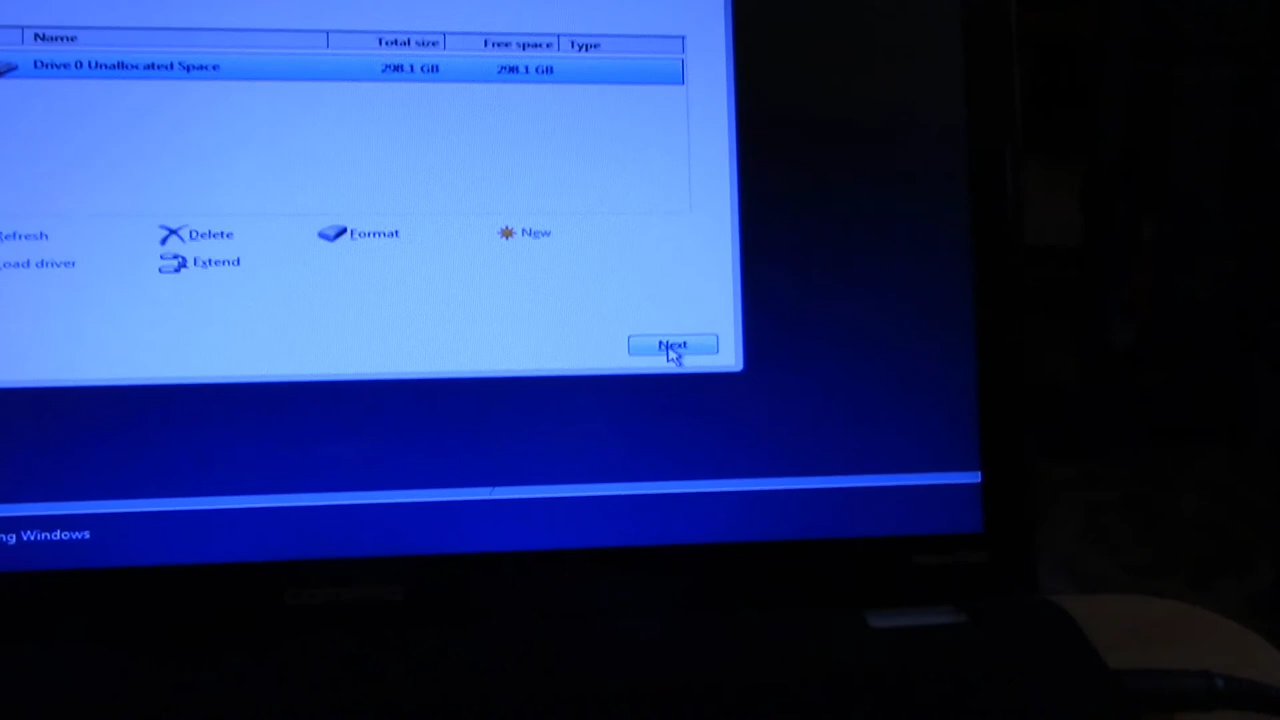 Name Total size Free space Type
Drive 0 Unallocated Space 298.1 GB 298.1 GB
efresh Delete Format New
oad driver Extend
Next
ng Windows